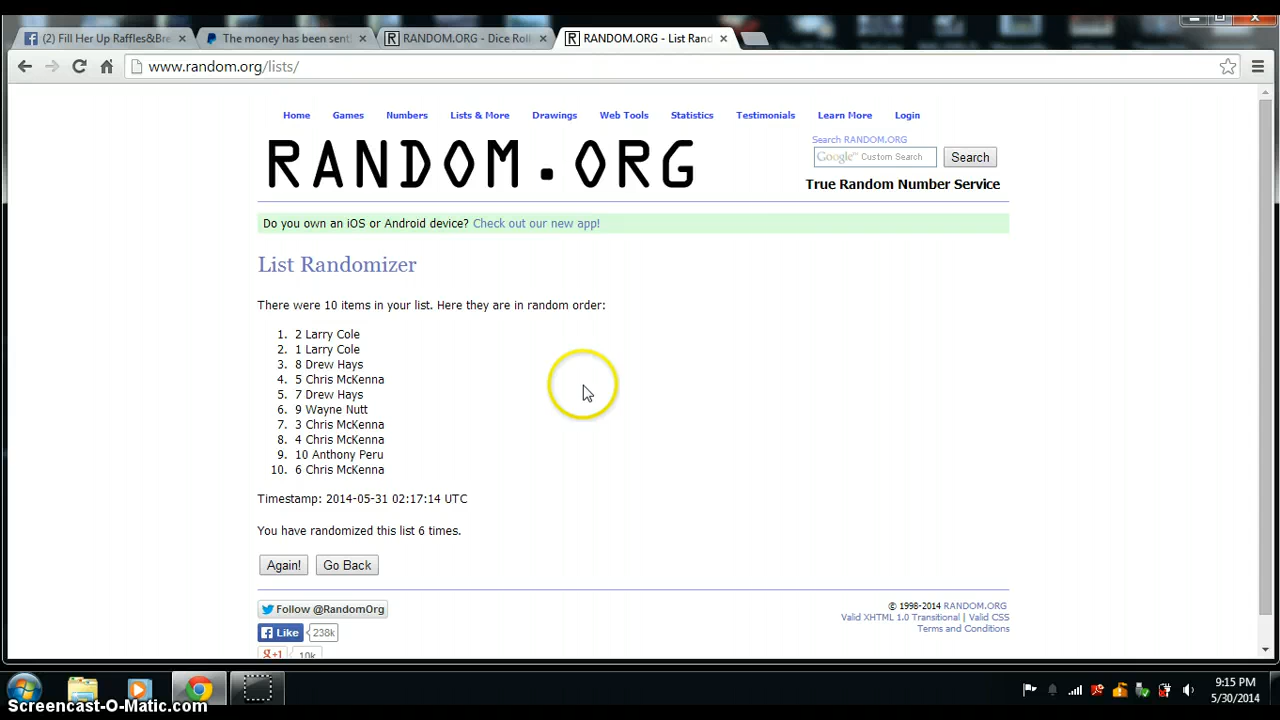 (2) Fill Her Up Raffles&Bre
The money has been sent!
RANDOM.ORG - Dice Roll
RANDOM.ORG - List Rand
www.random.org/lists/
Home Games Numbers Lists & More Drawings Web Tools Statistics Testimonials Learn More Login
RANDOM.ORG
Search RANDOM.ORG
Google™ Custom Search Search
True Random Number Service
Do you own an iOS or Android device? Check out our new app!
List Randomizer
There were 10 items in your list. Here they are in random order:
1. 2 Larry Cole
2. 1 Larry Cole
3. 8 Drew Hays
4. 5 Chris McKenna
5. 7 Drew Hays
6. 9 Wayne Nutt
7. 3 Chris McKenna
8. 4 Chris McKenna
9. 10 Anthony Peru
10. 6 Chris McKenna
Timestamp: 2014-05-31 02:17:14 UTC
You have randomized this list 6 times.
Again! Go Back
Follow @RandomOrg
Like 238k
g+1 10k
© 1998-2014 RANDOM.ORG
Valid XHTML 1.0 Transitional | Valid CSS
Terms and Conditions
9:15 PM
5/30/2014
Screencast-O-Matic.com